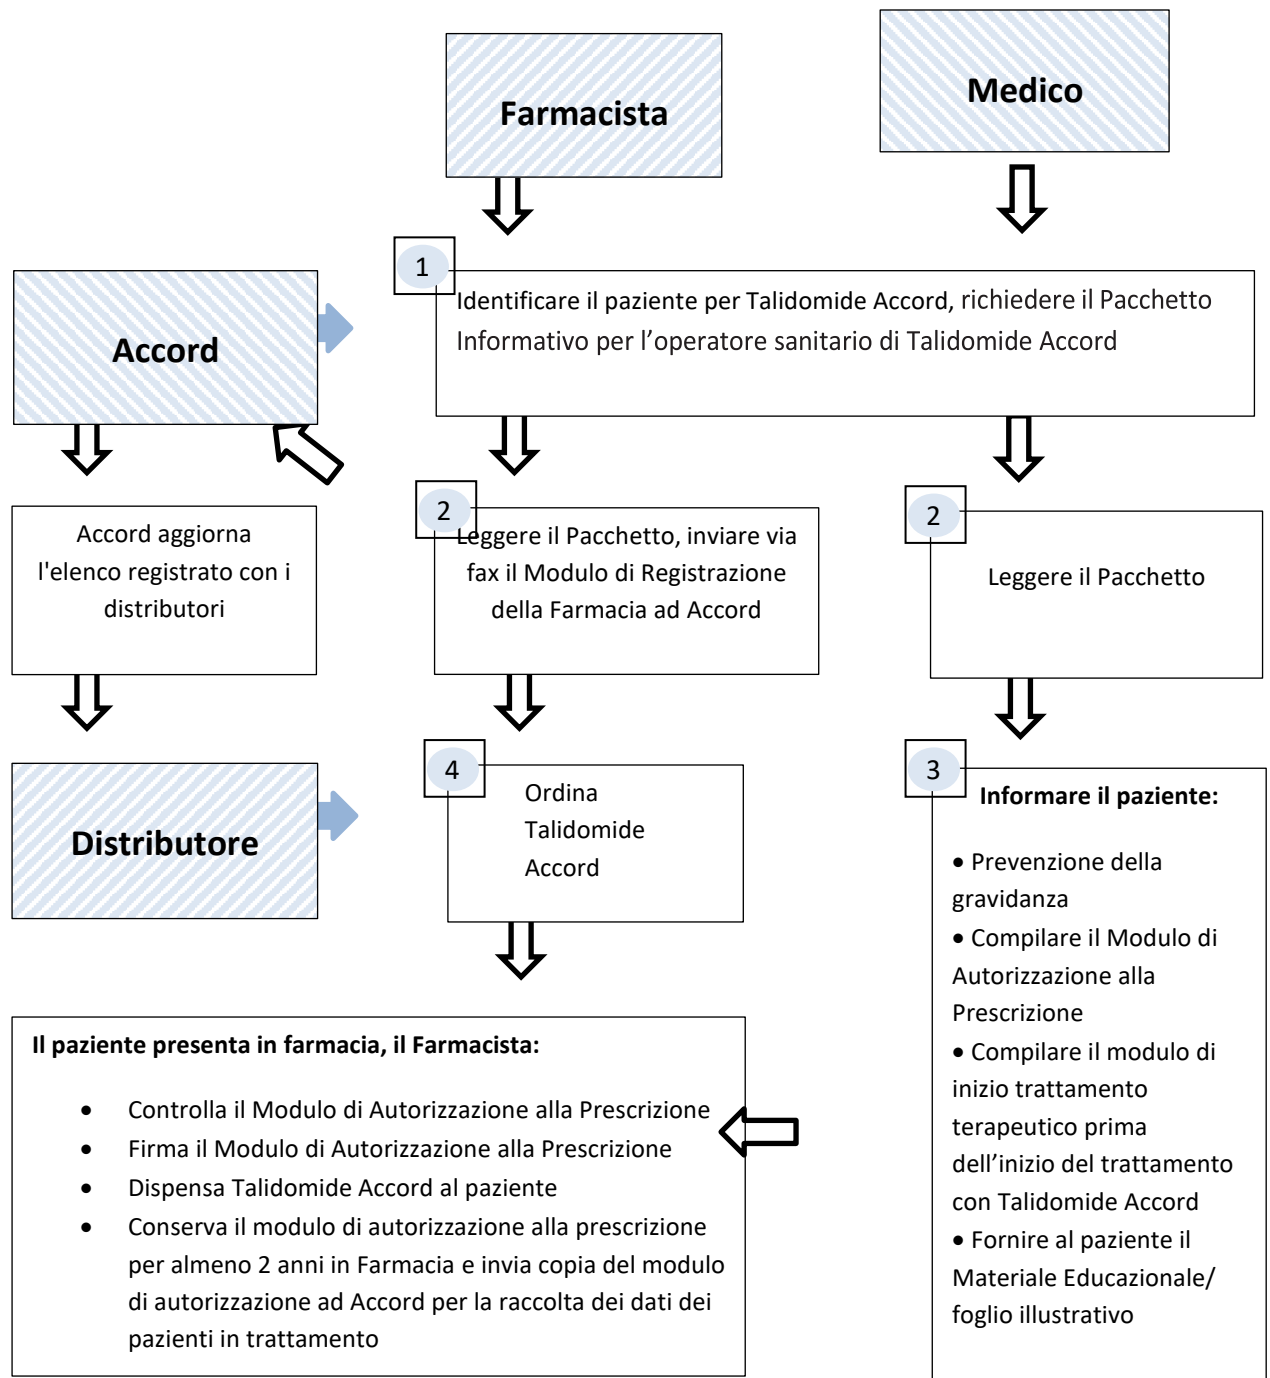 Medico
Farmacista
1
Identificare il paziente per Talidomide Accord, richiedere il Pacchetto
Informativo per l’operatore sanitario di Talidomide Accord
Accord
Accord aggiorna
l'elenco registrato con i
distributori
2
Leggere il Pacchetto, inviare via
fax il Modulo di Registrazione
della Farmacia ad Accord
2
Leggere il Pacchetto
Distributore
4
Ordina
Talidomide
Accord
3
Informare il paziente:
• Prevenzione della
gravidanza
• Compilare il Modulo di
Autorizzazione alla
Prescrizione
• Compilare il modulo di
inizio trattamento
terapeutico prima
dell’inizio del trattamento
con Talidomide Accord
• Fornire al paziente il
Materiale Educazionale/
foglio illustrativo
Il paziente presenta in farmacia, il Farmacista:
• Controlla il Modulo di Autorizzazione alla Prescrizione
• Firma il Modulo di Autorizzazione alla Prescrizione
• Dispensa Talidomide Accord al paziente
• Conserva il modulo di autorizzazione alla prescrizione
per almeno 2 anni in Farmacia e invia copia del modulo
di autorizzazione ad Accord per la raccolta dei dati dei
pazienti in trattamento